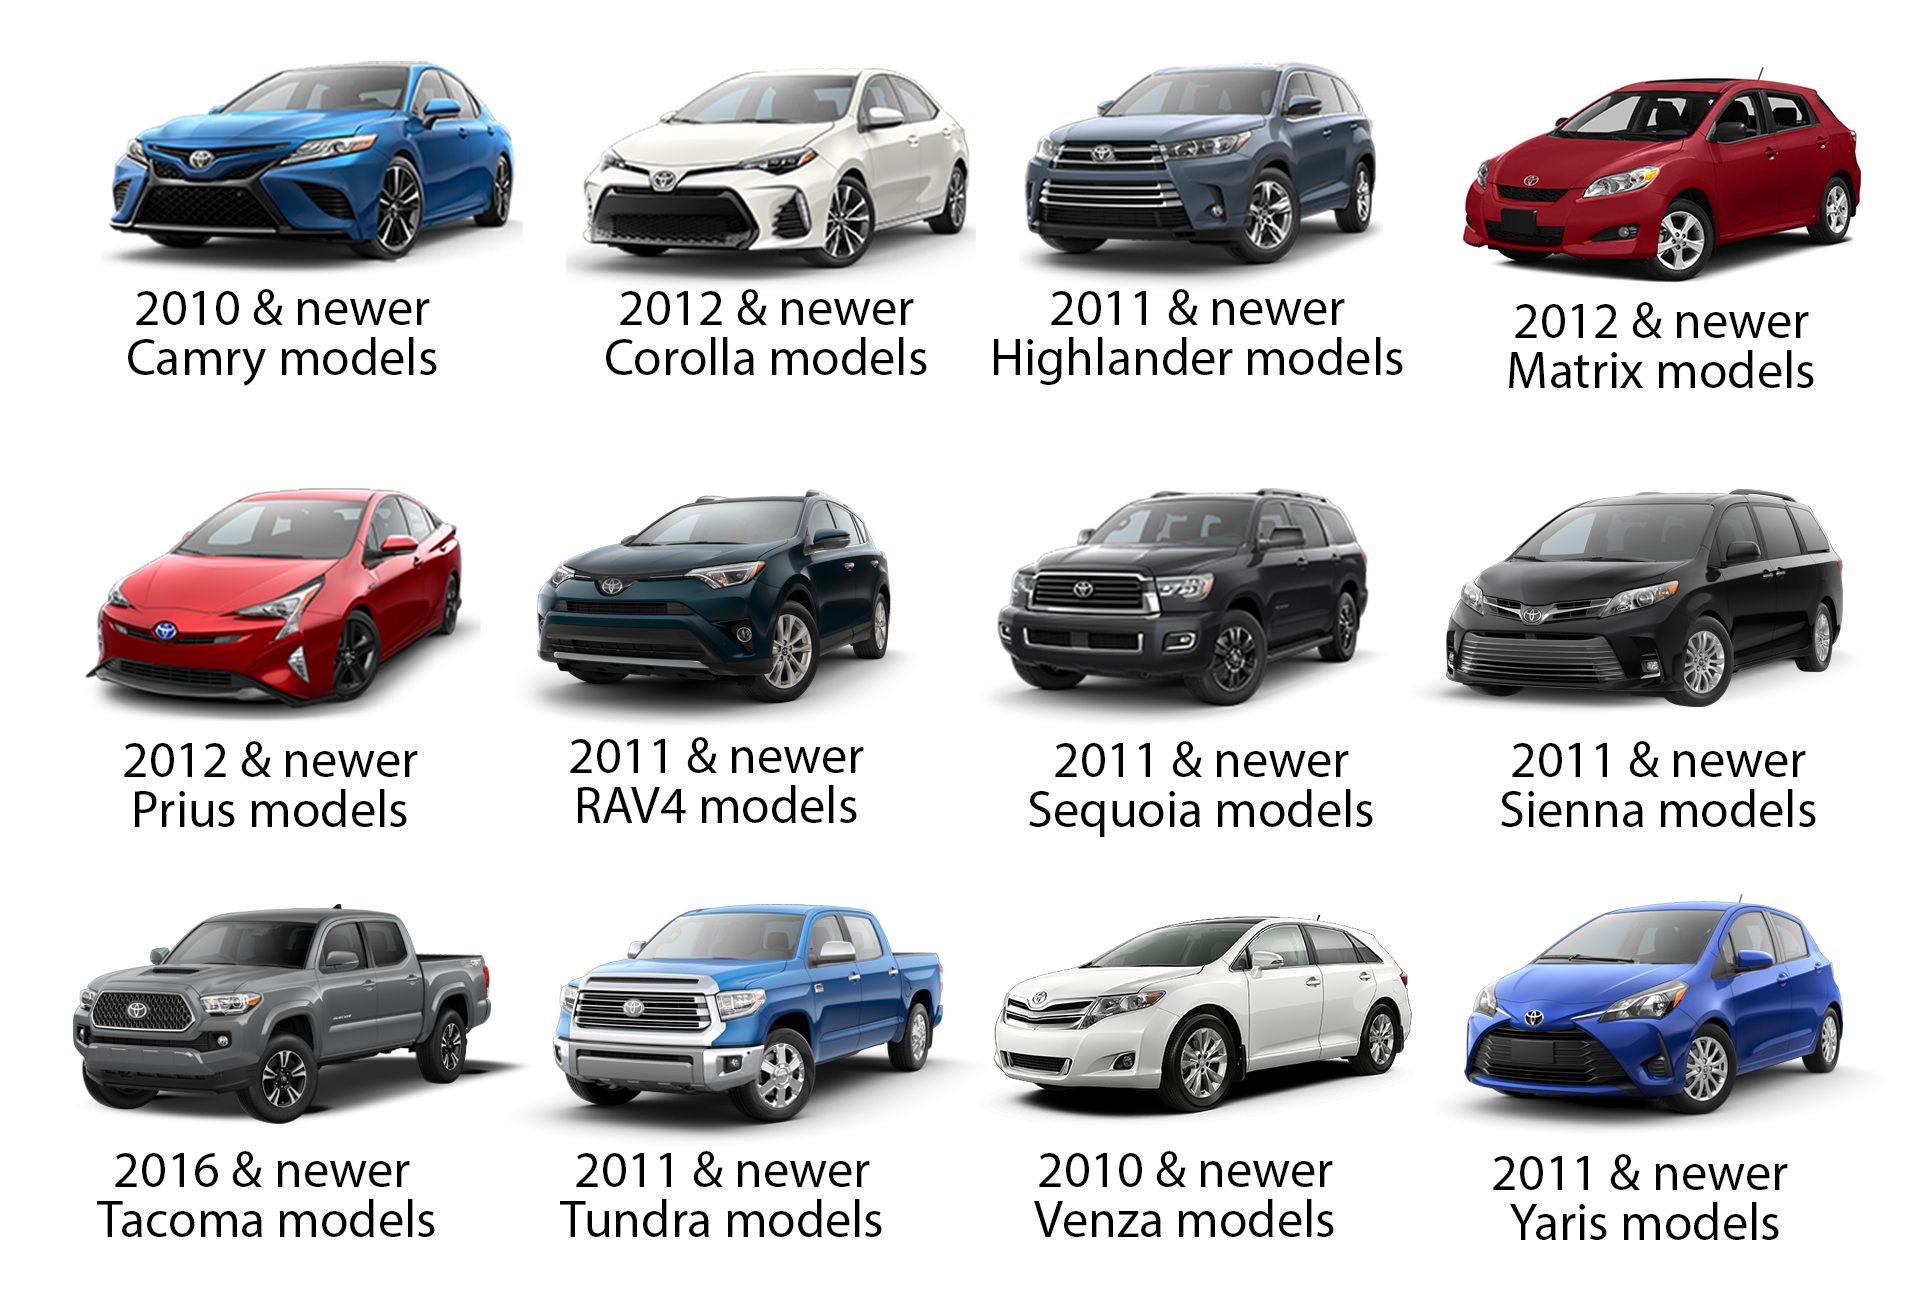 2010 & newer
Camry models
2012 & newer
Corolla models
2011 & newer
Highlander models
2012 & newer
Matrix models
2012 & newer
Prius models
2011 & newer
RAV4 models
2011 & newer
Sequoia models
2011 & newer
Sienna models
2016 & newer
Tacoma models
2011 & newer
Tundra models
2010 & newer
Venza models
2011 & newer
Yaris models